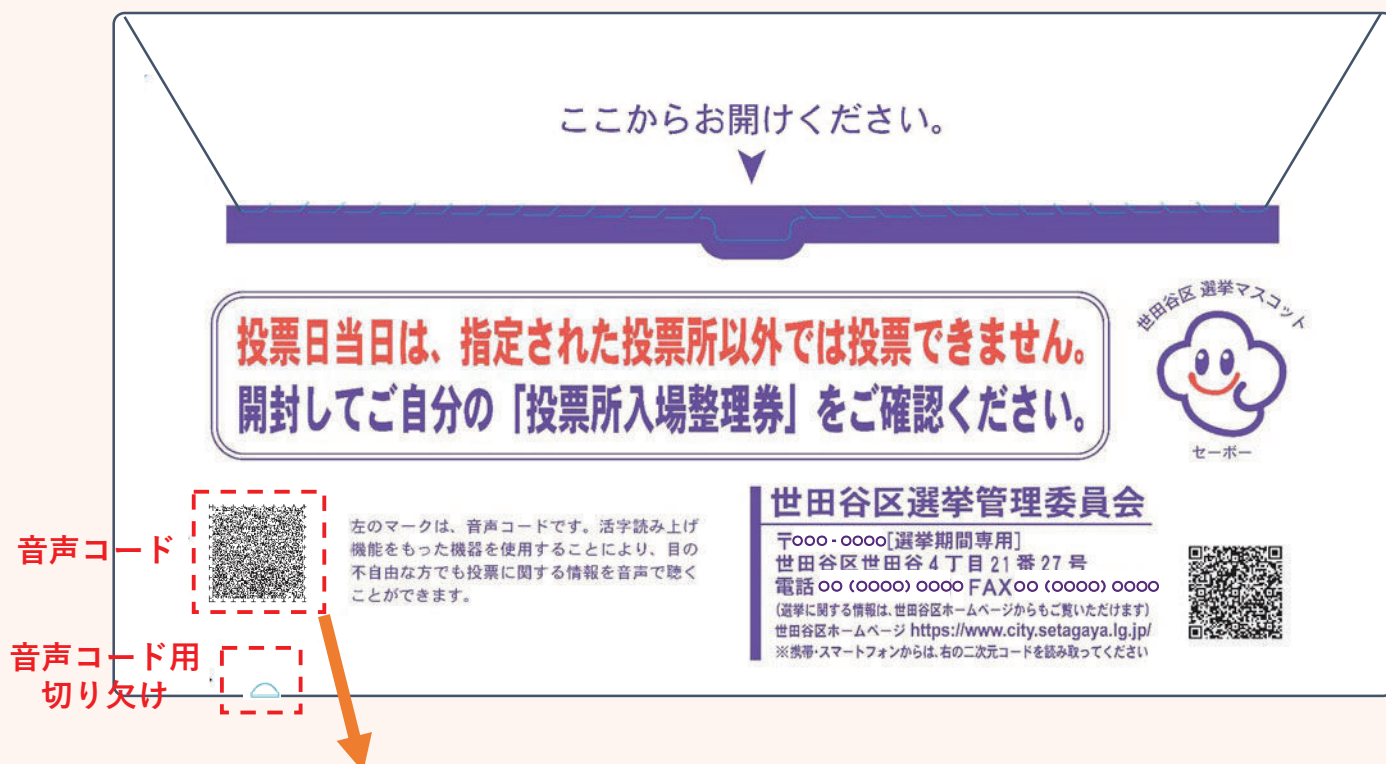 ここからお開けください。
世田谷区 選挙マスコット
投票日当日は、指定された投票所以外では投票できません。
開封してご自分の「投票所入場整理券」をご確認ください。
セーボー
音声コード
左のマークは、音声コードです。活字読み上げ
機能をもった機器を使用することにより、目の
不自由な方でも投票に関する情報を音声で聴く
ことができます。
音声コード用
切り欠け
世田谷区選挙管理委員会
〒000-0000[選挙期間専用]
世田谷区世田谷4丁目21番27号
電話 00 (0000) 0000 FAX 00 (0000) 0000
(選挙に関する情報は、世田谷区ホームページからもご覧いただけます)
世田谷区ホームページ https://www.city.setagaya.lg.jp/
※携帯・スマートフォンからは、右の二次元コードを読み取ってください